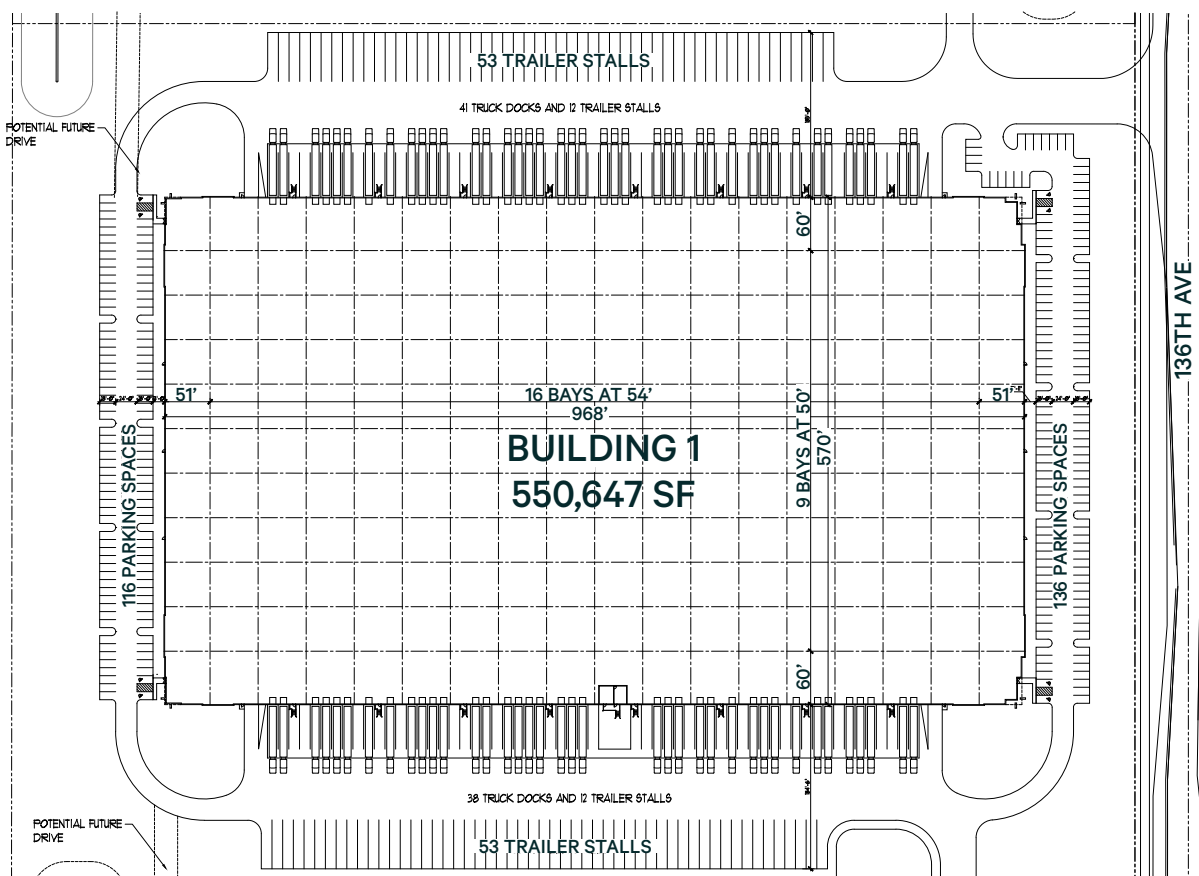 53 TRAILER STALLS
41 TRUCK DOCKS AND 12 TRAILER STALLS
POTENTIAL FUTURE
DRIVE
60'
136TH AVE
51'
16 BAYS AT 54'
51'
968'
9 BAYS AT 50'
570'
BUILDING 1
550,647 SF
116 PARKING SPACES
136 PARKING SPACES
60'
38 TRUCK DOCKS AND 12 TRAILER STALLS
POTENTIAL FUTURE
DRIVE
53 TRAILER STALLS